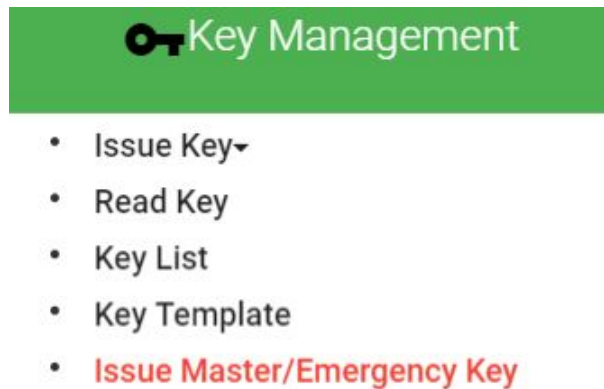 Key Management
Issue Key
Read Key
Key List
Key Template
Issue Master/Emergency Key